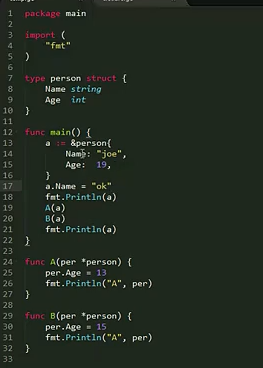 1 package main
2
3 import (
4 "fmt"
5 )
6
7 type person struct {
8 Name string
9 Age int
10 }
11
12 func main() {
13 a := &person{
14 Name: "joe",
15 Age: 19,
16 }
17 a.Name = "ok"
18 fmt.Println(a)
19 A(a)
20 B(a)
21 fmt.Println(a)
22 }
23
24 func A(per *person) {
25 per.Age = 13
26 fmt.Println("A", per)
27 }
28
29 func B(per *person) {
30 per.Age = 15
31 fmt.Println("A", per)
32 }
33